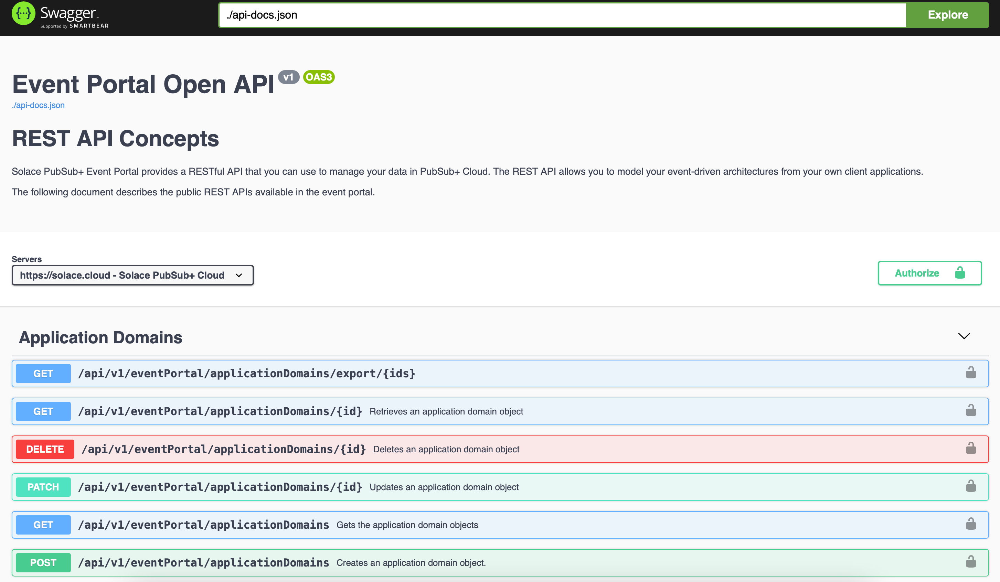 {···} Swagger™
Supported by SMARTBEAR
./api-docs.json
Explore
Event Portal Open API v1 OAS3
./api-docs.json
REST API Concepts
Solace PubSub+ Event Portal provides a RESTful API that you can use to manage your data in PubSub+ Cloud. The REST API allows you to model your event-driven architectures from your own client applications.
The following document describes the public REST APIs available in the event portal.
Servers
https://solace.cloud - Solace PubSub+ Cloud
Authorize
Application Domains
GET /api/v1/eventPortal/applicationDomains/export/{ids}
GET /api/v1/eventPortal/applicationDomains/{id} Retrieves an application domain object
DELETE /api/v1/eventPortal/applicationDomains/{id} Deletes an application domain object
PATCH /api/v1/eventPortal/applicationDomains/{id} Updates an application domain object
GET /api/v1/eventPortal/applicationDomains Gets the application domain objects
POST /api/v1/eventPortal/applicationDomains Creates an application domain object.